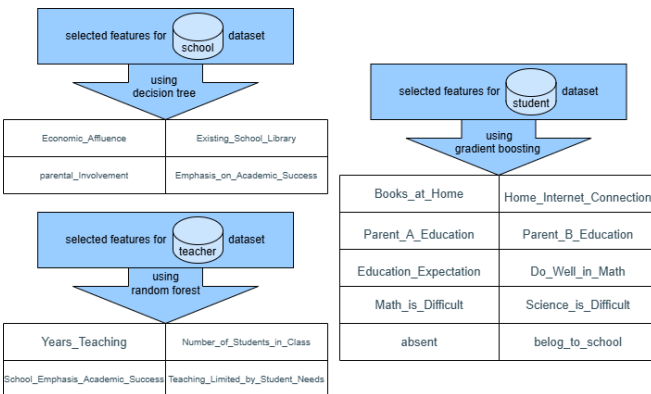 selected features for school dataset
using
decision tree
Economic_Affluence Existing_School_Library
parental_Involvement Emphasis_on_Academic_Success
selected features for teacher dataset
using
random forest
Years_Teaching Number_of_Students_in_Class
School_Emphasis_Academic_Success Teaching_Limited_by_Student_Needs
selected features for student dataset
using
gradient boosting
Books_at_Home Home_Internet_Connection
Parent_A_Education Parent_B_Education
Education_Expectation Do_Well_in_Math
Math_is_Difficult Science_is_Difficult
absent belog_to_school